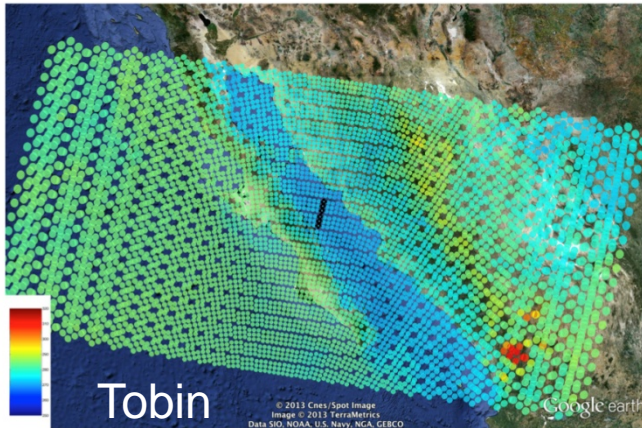 Tobin
© 2013 Cnes/Spot Image
Image © 2013 TerraMetrics
Data SIO, NOAA, U.S. Navy, NGA, GEBCO
Google earth